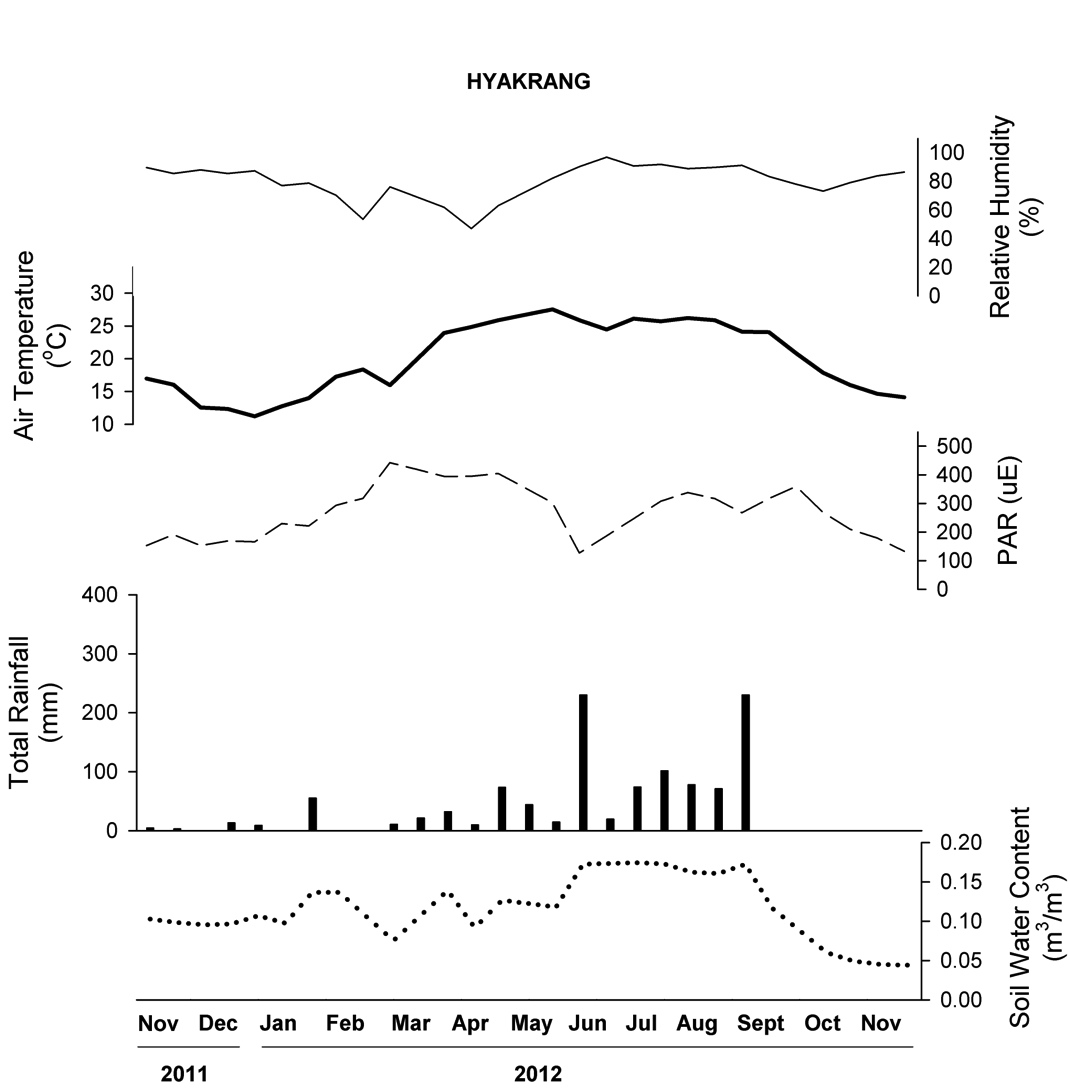 HYAKRANG
100
80
60
40
20
0
Relative Humidity
(%)
Air Temperature
(°C)
30
25
20
15
10
500
400
300
200
100
0
PAR (uE)
Total Rainfall
(mm)
400
300
200
100
0
0.20
0.15
0.10
0.05
0.00
Soil Water Content
(m³/m³)
Nov Dec Jan Feb Mar Apr May Jun Jul Aug Sept Oct Nov
2011 2012